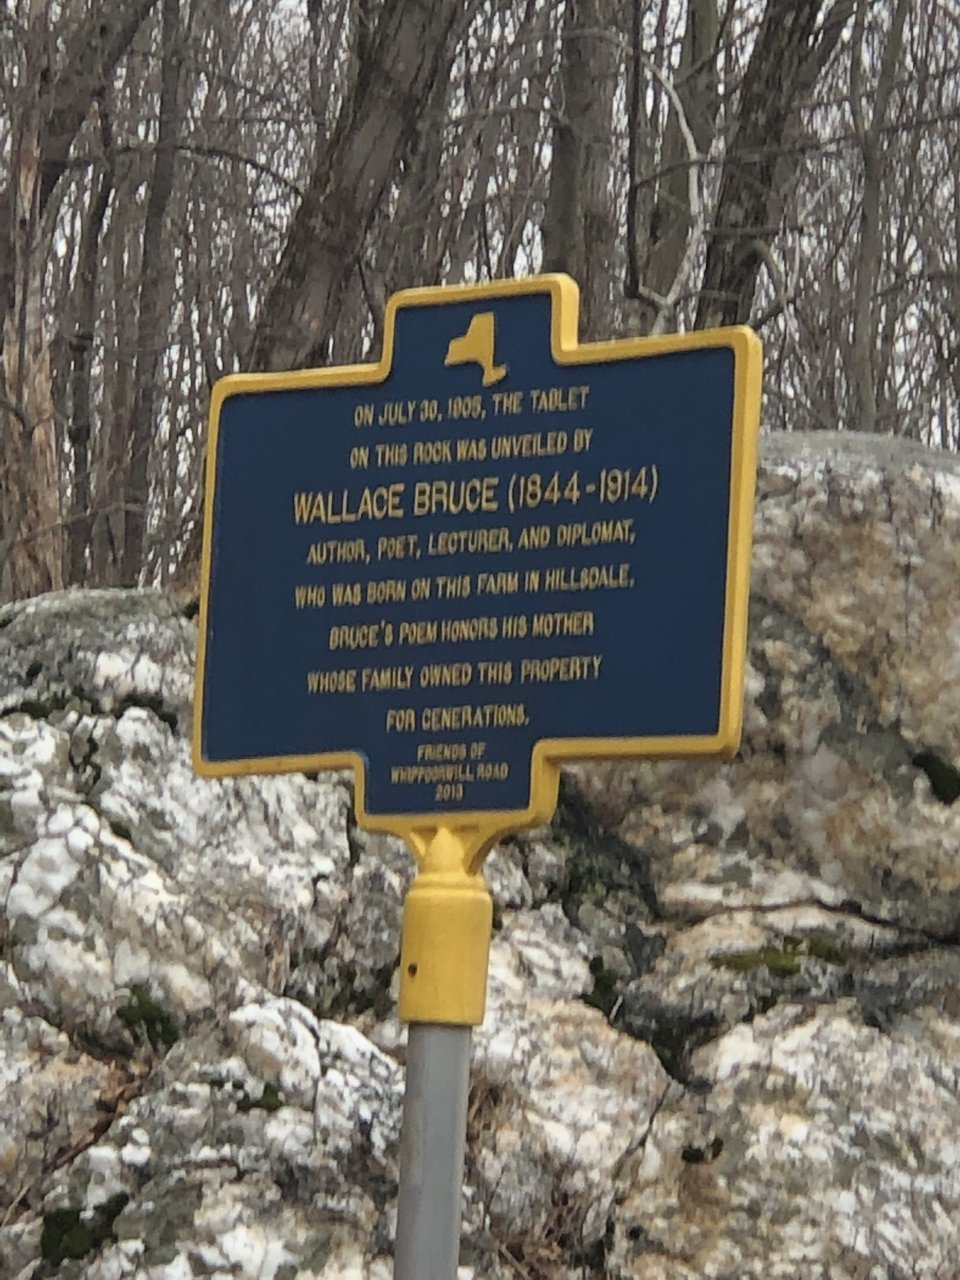 ON JULY 30, 1905, THE TABLET
ON THIS ROCK WAS UNVEILED BY
WALLACE BRUCE (1844-1914)
AUTHOR, POET, LECTURER, AND DIPLOMAT,
WHO WAS BORN ON THIS FARM IN HILLSDALE.
BRUCE'S POEM HONORS HIS MOTHER
WHOSE FAMILY OWNED THIS PROPERTY
FOR GENERATIONS.
FRIENDS OF
WHIPPOORWILL ROAD
2013